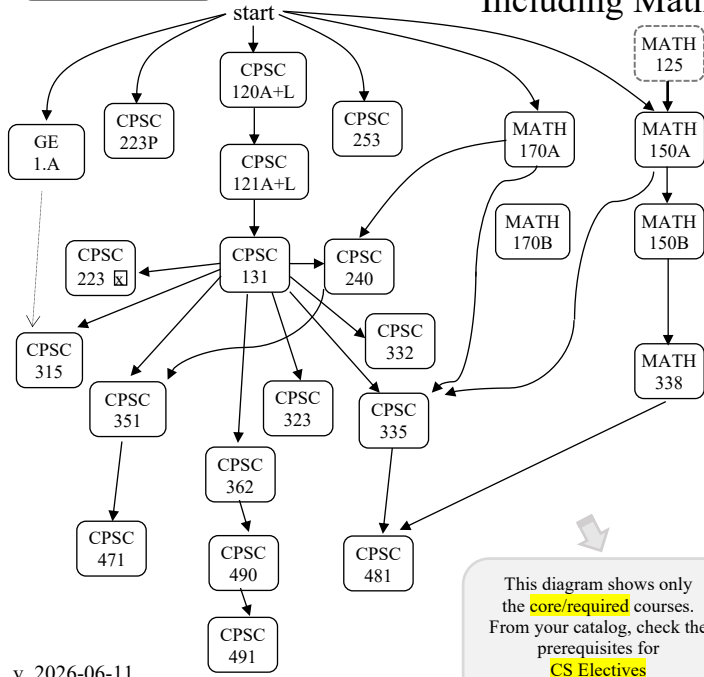 Including Math
start
MATH
125
CPSC
120A+L
CPSC
223P
CPSC
253
GE
1.A
MATH
170A
MATH
150A
CPSC
121A+L
MATH
170B
MATH
150B
CPSC
223 x
CPSC
131
CPSC
240
CPSC
332
CPSC
315
MATH
338
CPSC
351
CPSC
323
CPSC
335
CPSC
362
CPSC
471
CPSC
490
CPSC
481
CPSC
491
This diagram shows only
the core/required courses.
From your catalog, check the
prerequisites for
CS Electives
v. 2026-06-11